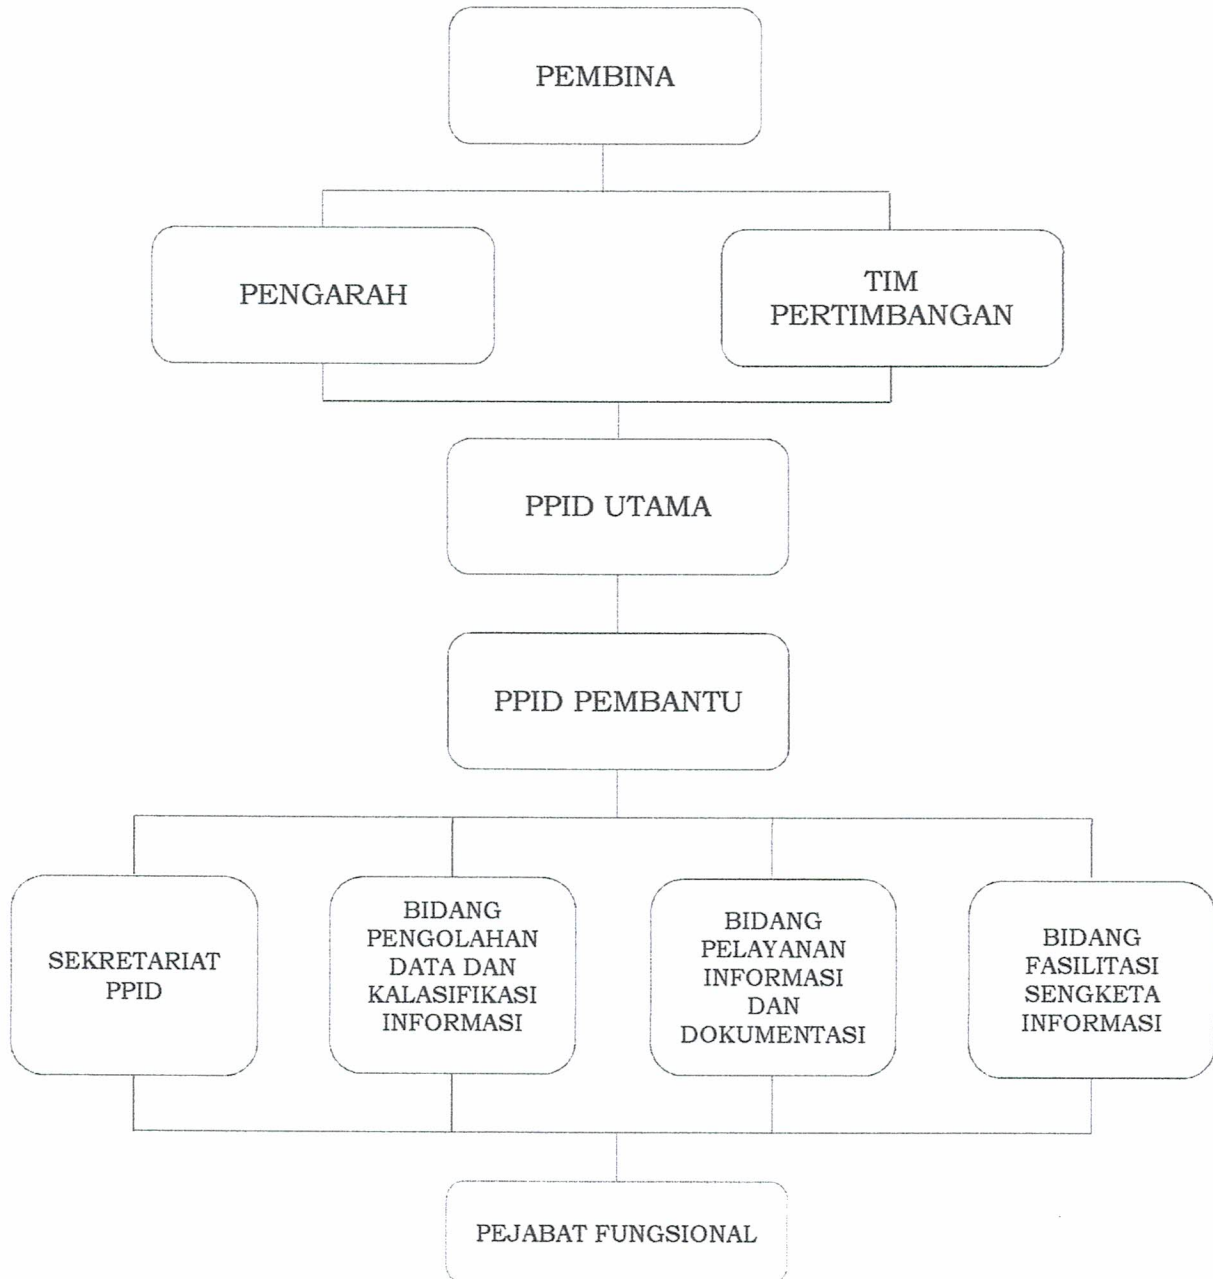 PEMBINA
PENGARAH
TIM
PERTIMBANGAN
PPID UTAMA
PPID PEMBANTU
SEKRETARIAT
PPID
BIDANG
PENGOLAHAN
DATA DAN
KALASIFIKASI
INFORMASI
BIDANG
PELAYANAN
INFORMASI
DAN
DOKUMENTASI
BIDANG
FASILITASI
SENGKETA
INFORMASI
PEJABAT FUNGSIONAL